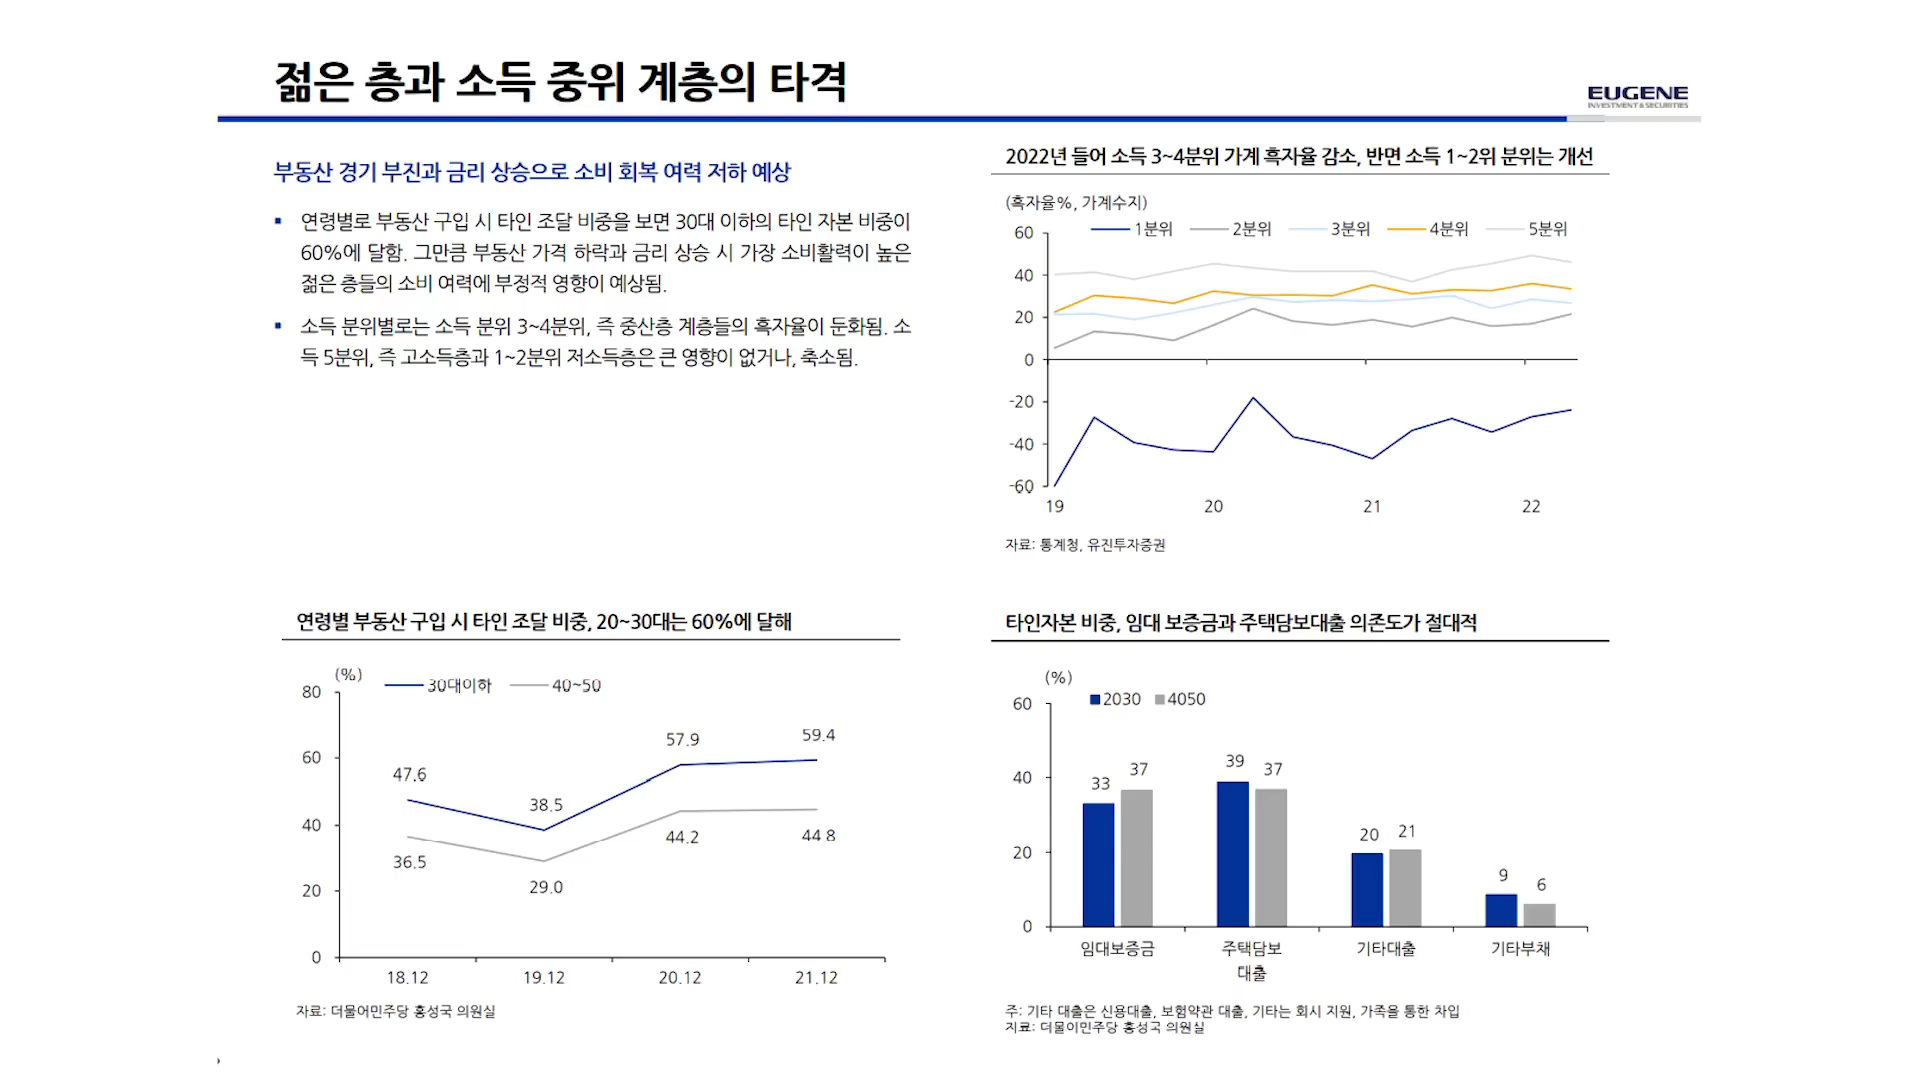 젊은 층과 소득 중위 계층의 타격
EUGENE
INVESTMENT & SECURITIES
부동산 경기 부진과 금리 상승으로 소비 회복 여력 저하 예상
▪ 연령별로 부동산 구입 시 타인 조달 비중을 보면 30대 이하의 타인 자본 비중이
60%에 달함. 그만큼 부동산 가격 하락과 금리 상승 시 가장 소비활력이 높은
젊은 층들의 소비 여력에 부정적 영향이 예상됨.
▪ 소득 분위별로는 소득 분위 3~4분위, 즉 중산층 계층들의 흑자율이 둔화됨. 소
득 5분위, 즉 고소득층과 1~2분위 저소득층은 큰 영향이 없거나, 축소됨.
2022년 들어 소득 3~4분위 가계 흑자율 감소, 반면 소득 1~2위 분위는 개선
(흑자율%, 가계수지)
1분위 2분위 3분위 4분위 5분위
60
40
20
0
-20
-40
-60
19 20 21 22
자료: 통계청, 유진투자증권
연령별 부동산 구입 시 타인 조달 비중, 20~30대는 60%에 달해
(%)
30대이하 40~50
80
60
40
20
0
47.6 38.5 57.9 59.4
36.5 29.0 44.2 44.8
18.12 19.12 20.12 21.12
자료: 더불어민주당 홍성국 의원실
타인자본 비중, 임대 보증금과 주택담보대출 의존도가 절대적
(%)
2030 4050
60
40
20
0
33 37 39 37 20 21 9 6
임대보증금 주택담보 기타대출 기타부채
대출
주: 기타 대출은 신용대출, 보험약관 대출, 기타는 회시 지원, 가족을 통한 차입
자료: 더물어민주당 홍성국 의원실